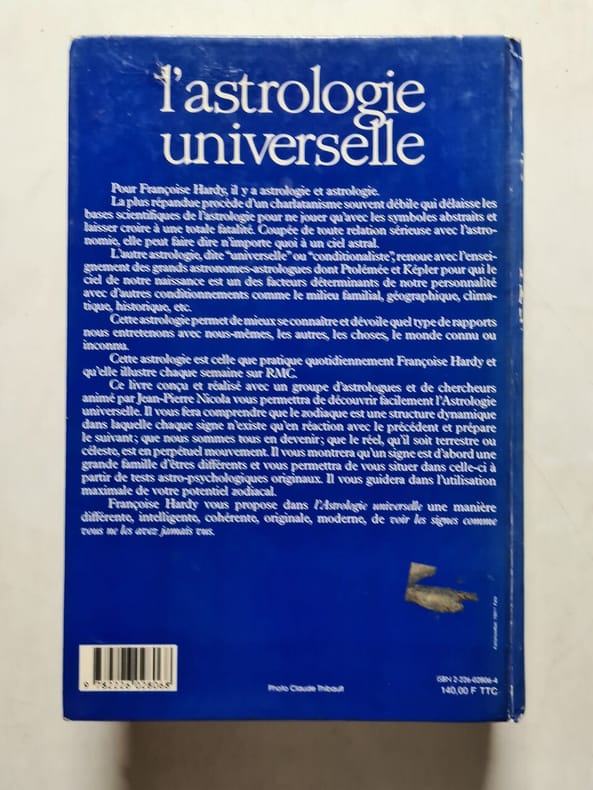 l'astrologie
universelle
Pour Françoise Hardy, il y a astrologie et astrologie.
La plus répandue procède d'un charlatanisme souvent débile qui délaisse les
bases scientifiques de l'astrologie pour ne jouer qu'avec les symboles abstraits et
laisser croire à une totale fatalité. Coupée de toute relation sérieuse avec l'astro-
nomie, elle peut faire dire n'importe quoi à un ciel astral.
L'autre astrologie, dite "universelle" ou "conditionaliste", renoue avec l'ensei-
gnement des grands astronomes-astrologues dont Ptolémée et Képler pour qui le
ciel de notre naissance est un des facteurs déterminants de notre personnalité
avec d'autres conditionnements comme le milieu familial, géographique, clima-
tique, historique, etc.
Cette astrologie permet de mieux se connaître et dévoile quel type de rapports
nous entretenons avec nous-mêmes, les autres, les choses, le monde connu ou
inconnu.
Cette astrologie est celle que pratique quotidiennement Françoise Hardy et
qu'elle illustre chaque semaine sur RMC.
Ce livre conçu et réalisé avec un groupe d'astrologues et de chercheurs
animé par Jean-Pierre Nicola vous permettra de découvrir facilement l'Astrologie
universelle. Il vous fera comprendre que le zodiaque est une structure dynamique
dans laquelle chaque signe n'existe qu'en réaction avec le précédent et prépare
le suivant; que nous sommes tous en devenir; que le réel, qu'il soit terrestre ou
céleste, est en perpétuel mouvement. Il vous montrera qu'un signe est d'abord une
grande famille d'êtres différents et vous permettra de vous situer dans celle-ci à
partir de tests astro-psychologiques originaux. Il vous guidera dans l'utilisation
maximale de votre potentiel zodiacal.
Françoise Hardy vous propose dans l'Astrologie universelle une manière
différente, intelligente, cohérente, originale, moderne, de voir les signes comme
vous ne les avez jamais vus.
9 782226 028068
Photo Claude Thibault
ISBN 2-226-02806-4
140,00 F TTC